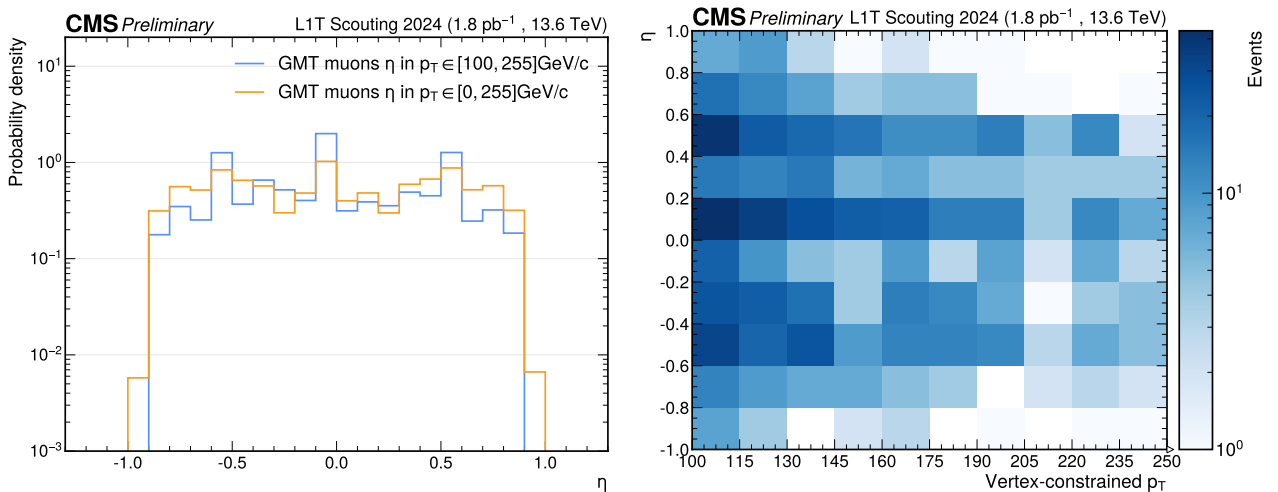 CMS Preliminary L1T Scouting 2024 (1.8 pb⁻¹ , 13.6 TeV)
Probability density
10¹
10⁰
10⁻¹
10⁻²
10⁻³
GMT muons η in p_T ∈ [100, 255]GeV/c
GMT muons η in p_T ∈ [0, 255]GeV/c
-1.0 -0.5 0.0 0.5 1.0
η
CMS Preliminary L1T Scouting 2024 (1.8 pb⁻¹ , 13.6 TeV)
η
1.0
0.8
0.6
0.4
0.2
0.0
-0.2
-0.4
-0.6
-0.8
-1.0
100 115 130 145 160 175 190 205 220 235 250
Vertex-constrained p_T
Events
10¹
10⁰